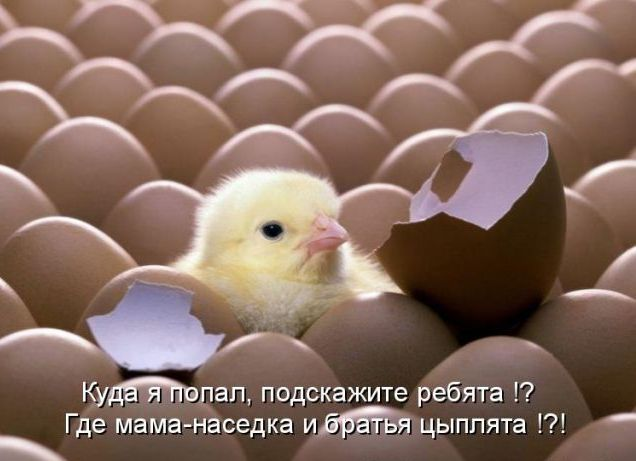 Куда я попал, подскажите ребята !?
Где мама-наседка и братья цыплята !?!